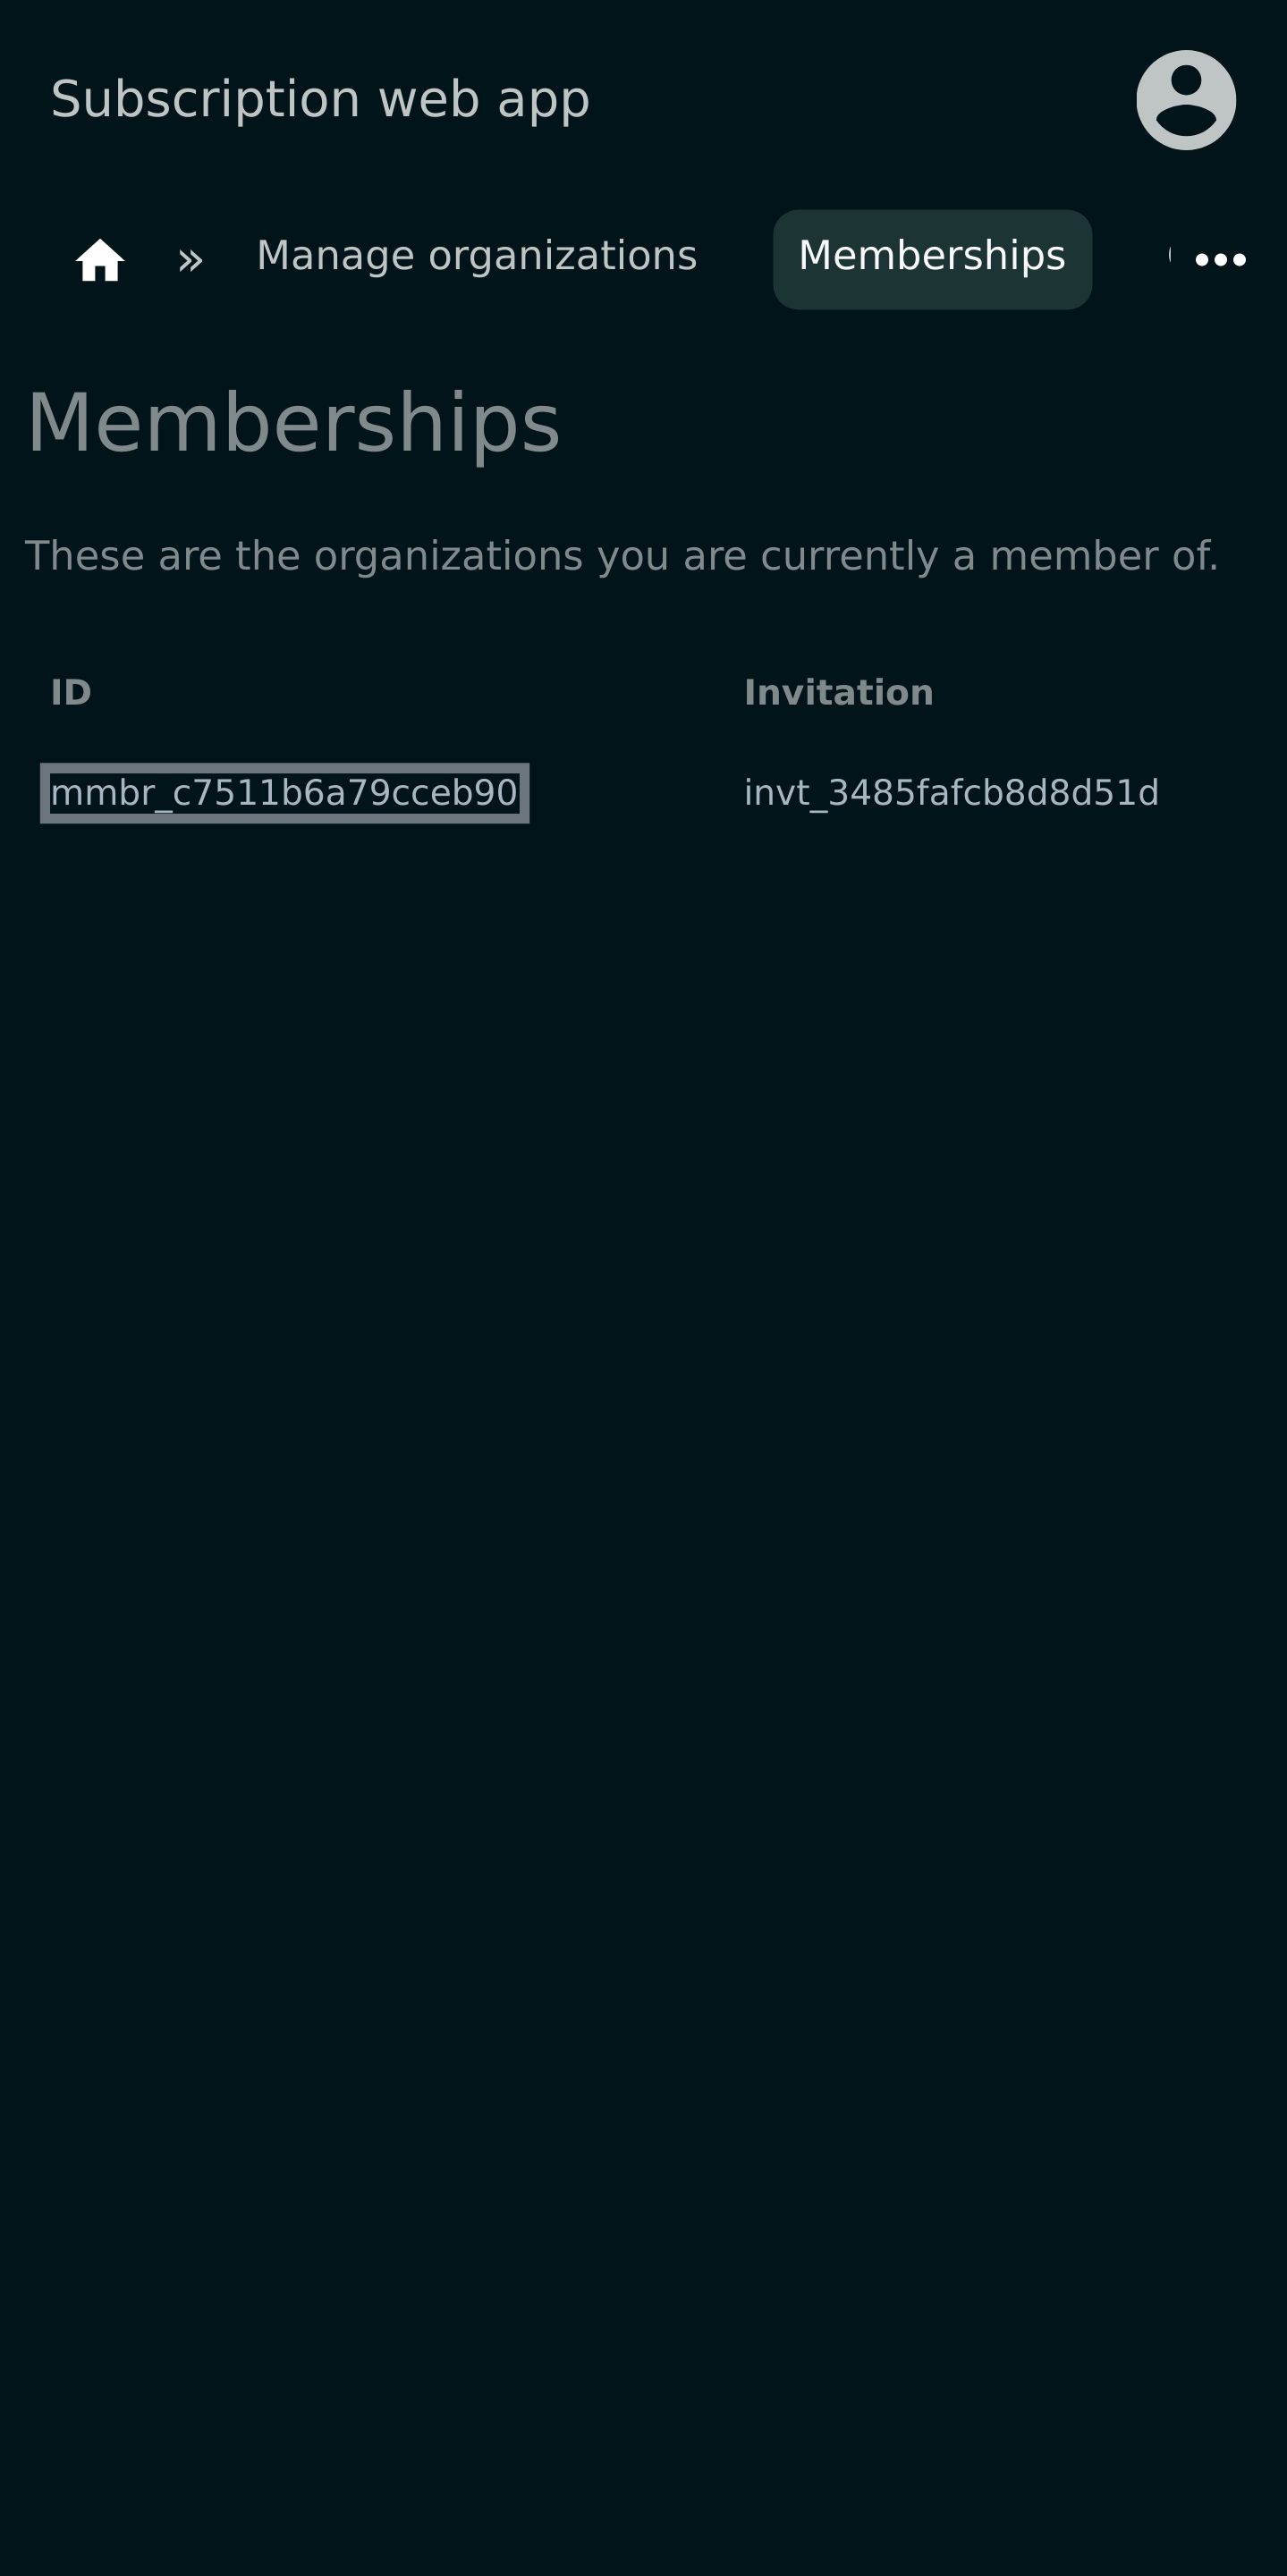 Subscription web app
» Manage organizations Memberships
Memberships
These are the organizations you are currently a member of.
ID Invitation
mmbr_c7511b6a79cceb90 invt_3485fafcb8d8d51d